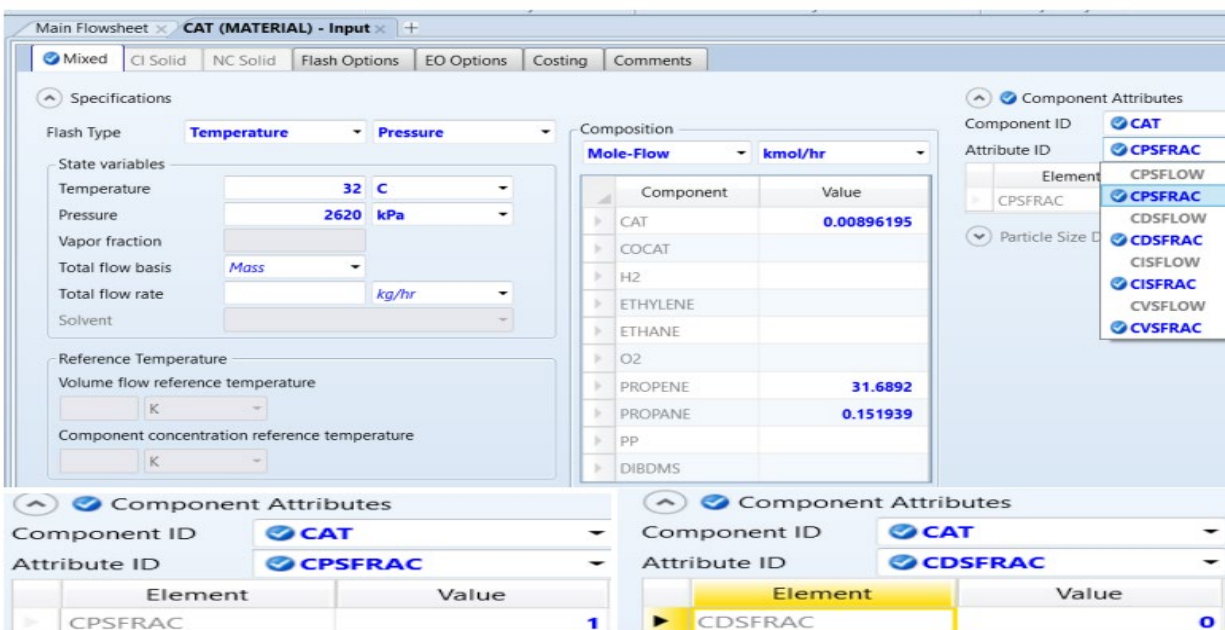 Main Flowsheet × CAT (MATERIAL) - Input × +
Mixed CI Solid NC Solid Flash Options EO Options Costing Comments
Specifications
Flash Type Temperature Pressure
State variables
Temperature 32 C
Pressure 2620 kPa
Vapor fraction
Total flow basis Mass
Total flow rate kg/hr
Solvent
Reference Temperature
Volume flow reference temperature
K
Component concentration reference temperature
K
Composition
Mole-Flow kmol/hr
Component Value
CAT 0.00896195
COCAT
H2
ETHYLENE
ETHANE
O2
PROPENE 31.6892
PROPANE 0.151939
PP
DIBDMS
Component Attributes
Component ID CAT
Attribute ID CPSFRAC
Element
CPSFRAC
Particle Size D
CPSFLOW
CPSFRAC
CDSFLOW
CDSFRAC
CISFLOW
CISFRAC
CVSFLOW
CVSFRAC
Component Attributes
Component ID CAT
Attribute ID CPSFRAC
Element Value
CPSFRAC 1
Component Attributes
Component ID CAT
Attribute ID CDSFRAC
Element Value
CDSFRAC 0